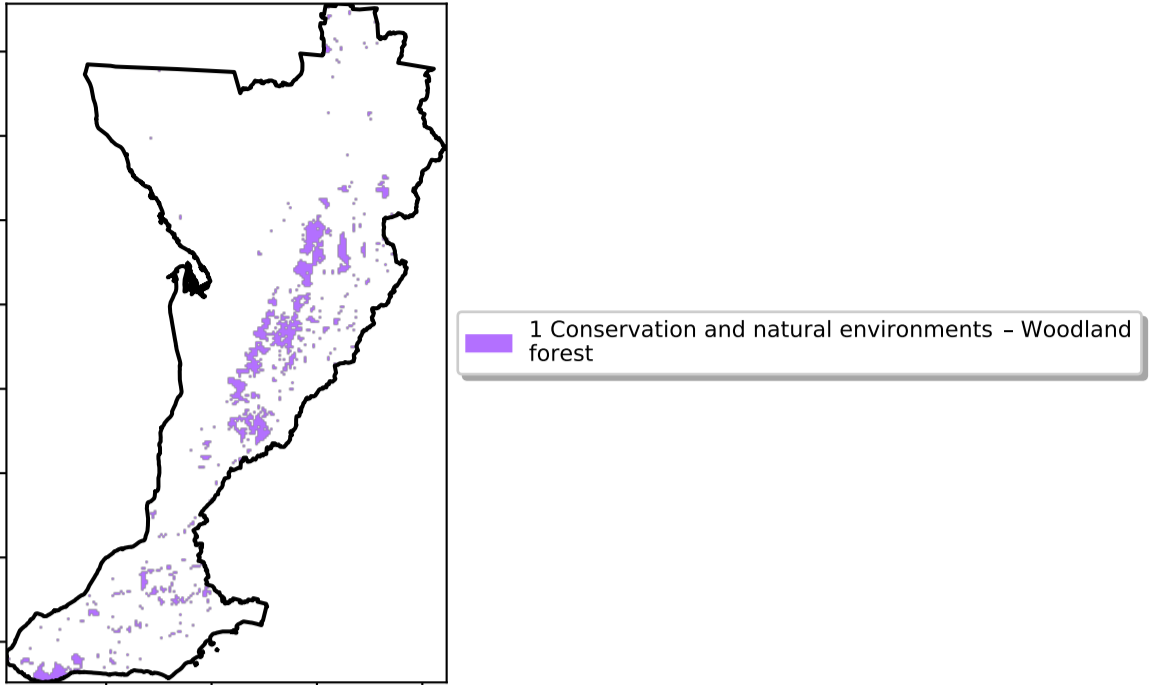 1 Conservation and natural environments – Woodland
forest